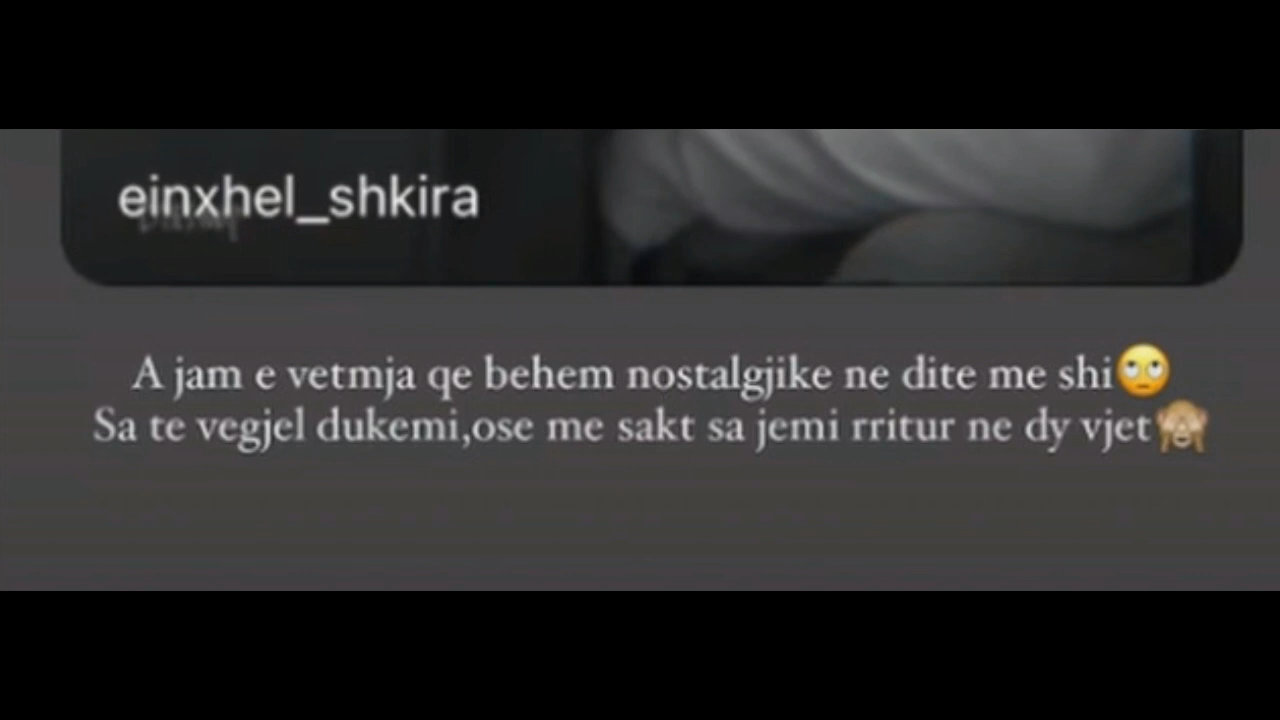 einxhel_shkira
A jam e vetmja qe behem nostalgjike ne dite me shi🙄
Sa te vegjel dukemi,ose me sakt sa jemi rritur ne dy vjet🙈